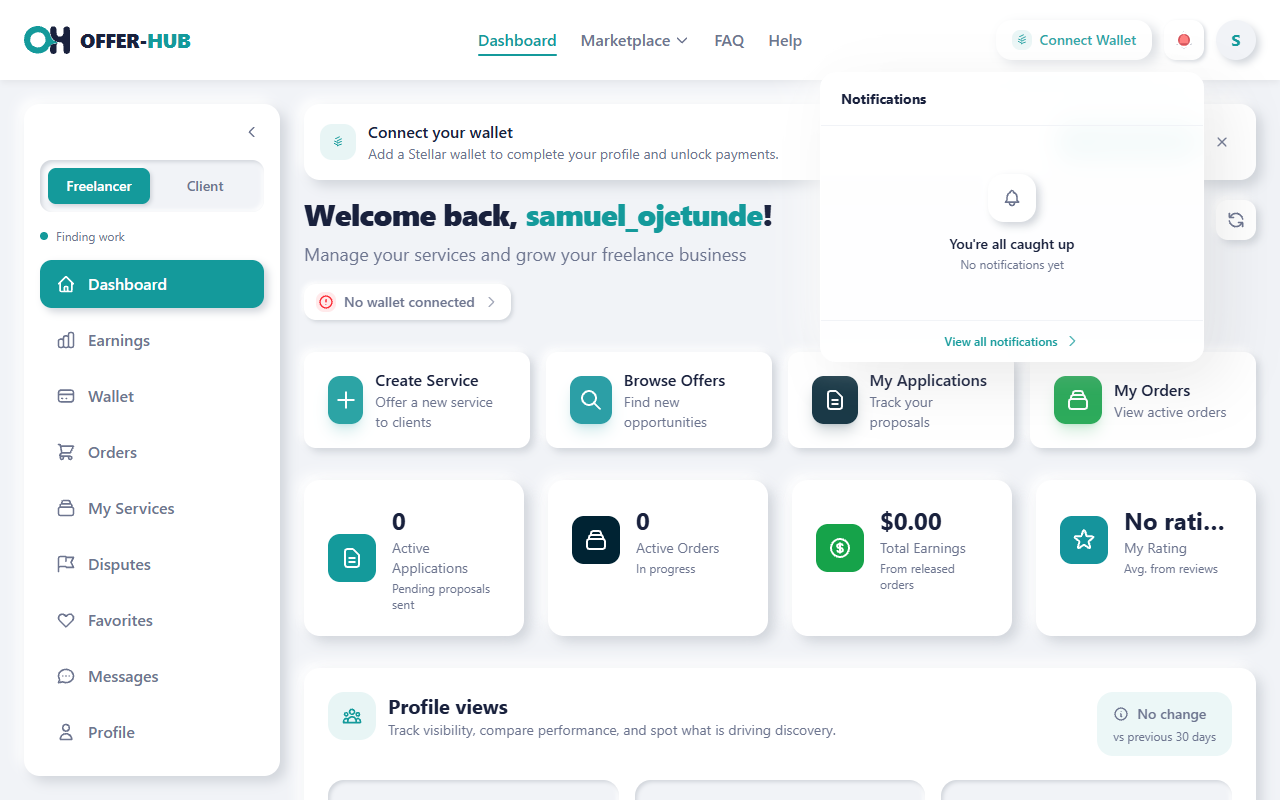 OFFER-HUB
Dashboard
Marketplace
FAQ
Help
Connect Wallet
S
Freelancer
Client
Finding work
Dashboard
Earnings
Wallet
Orders
My Services
Disputes
Favorites
Messages
Profile
Connect your wallet
Add a Stellar wallet to complete your profile and unlock payments.
Welcome back, samuel_ojetunde!
Manage your services and grow your freelance business
No wallet connected
Notifications
You're all caught up
No notifications yet
View all notifications
Create Service
Offer a new service
to clients
Browse Offers
Find new
opportunities
My Applications
Track your
proposals
My Orders
View active orders
0
Active
Applications
Pending proposals
sent
0
Active Orders
In progress
$0.00
Total Earnings
From released
orders
No rati...
My Rating
Avg. from reviews
Profile views
Track visibility, compare performance, and spot what is driving discovery.
No change
vs previous 30 days